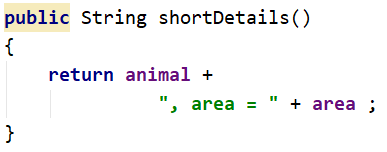 public String shortDetails()
{
    return animal +
            ", area = " + area ;
}